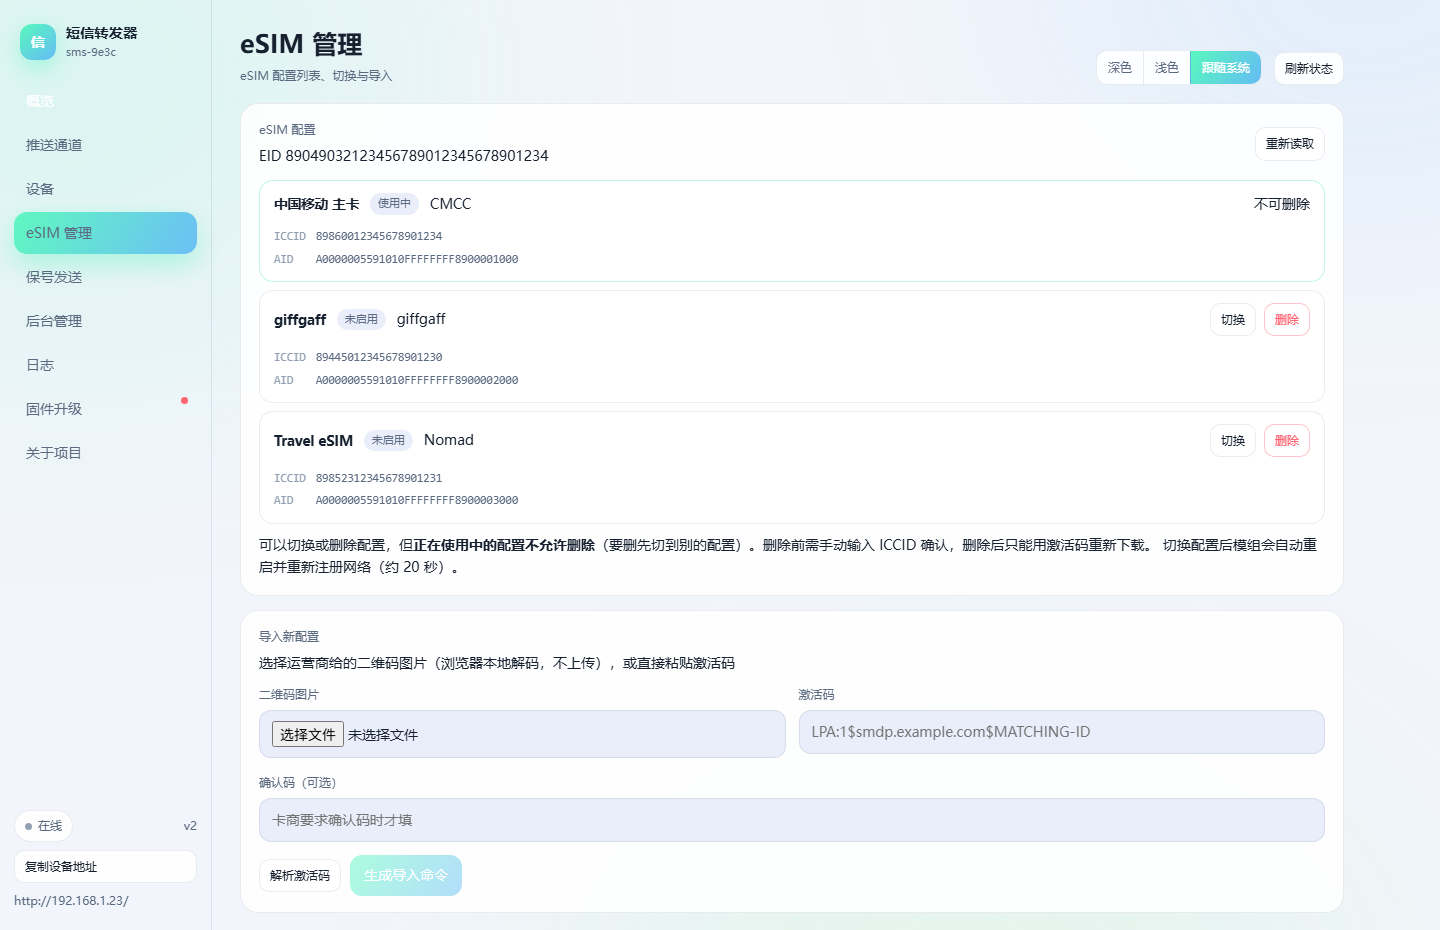 信
短信转发器
sms-9e3c
概览
推送通道
设备
eSIM 管理
保号发送
后台管理
日志
固件升级
关于项目
在线
v2
复制设备地址
http://192.168.1.23/
eSIM 管理
eSIM 配置列表、切换与导入
深色
浅色
跟随系统
刷新状态
eSIM 配置
EID 89049032123456789012345678901234
重新读取
中国移动 主卡 使用中 CMCC 不可删除
ICCID 89860012345678901234
AID A0000005591010FFFFFFFF8900001000
giffgaff 未启用 giffgaff 切换 删除
ICCID 89445012345678901230
AID A0000005591010FFFFFFFF8900002000
Travel eSIM 未启用 Nomad 切换 删除
ICCID 89852312345678901231
AID A0000005591010FFFFFFFF8900003000
可以切换或删除配置，但正在使用中的配置不允许删除（要删先切到别的配置）。删除前需手动输入 ICCID 确认，删除后只能用激活码重新下载。 切换配置后模组会自动重
启并重新注册网络（约 20 秒）。
导入新配置
选择运营商给的二维码图片（浏览器本地解码，不上传），或直接粘贴激活码
二维码图片
选择文件 未选择文件
激活码
LPA:1$smdp.example.com$MATCHING-ID
确认码（可选）
卡商要求确认码时才填
解析激活码
生成导入命令